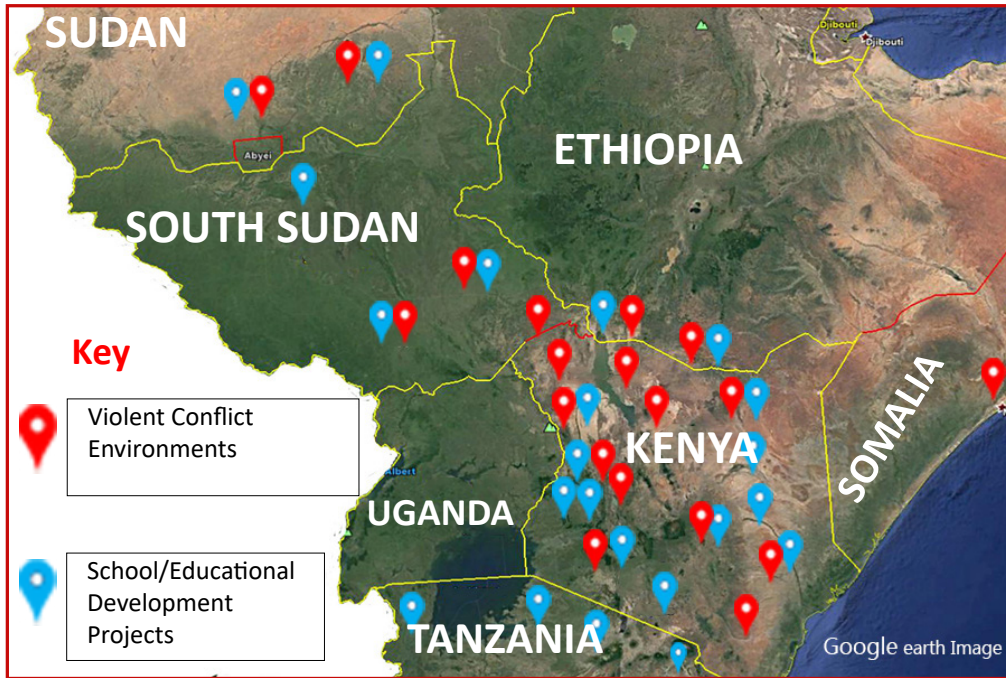 SUDAN
Djibouti
Djibouti
Abyei
ETHIOPIA
SOUTH SUDAN
Key
Violent Conflict
Environments
KENYA
SOMALIA
Albert
UGANDA
School/Educational
Development
Projects
TANZANIA
Google earth Image